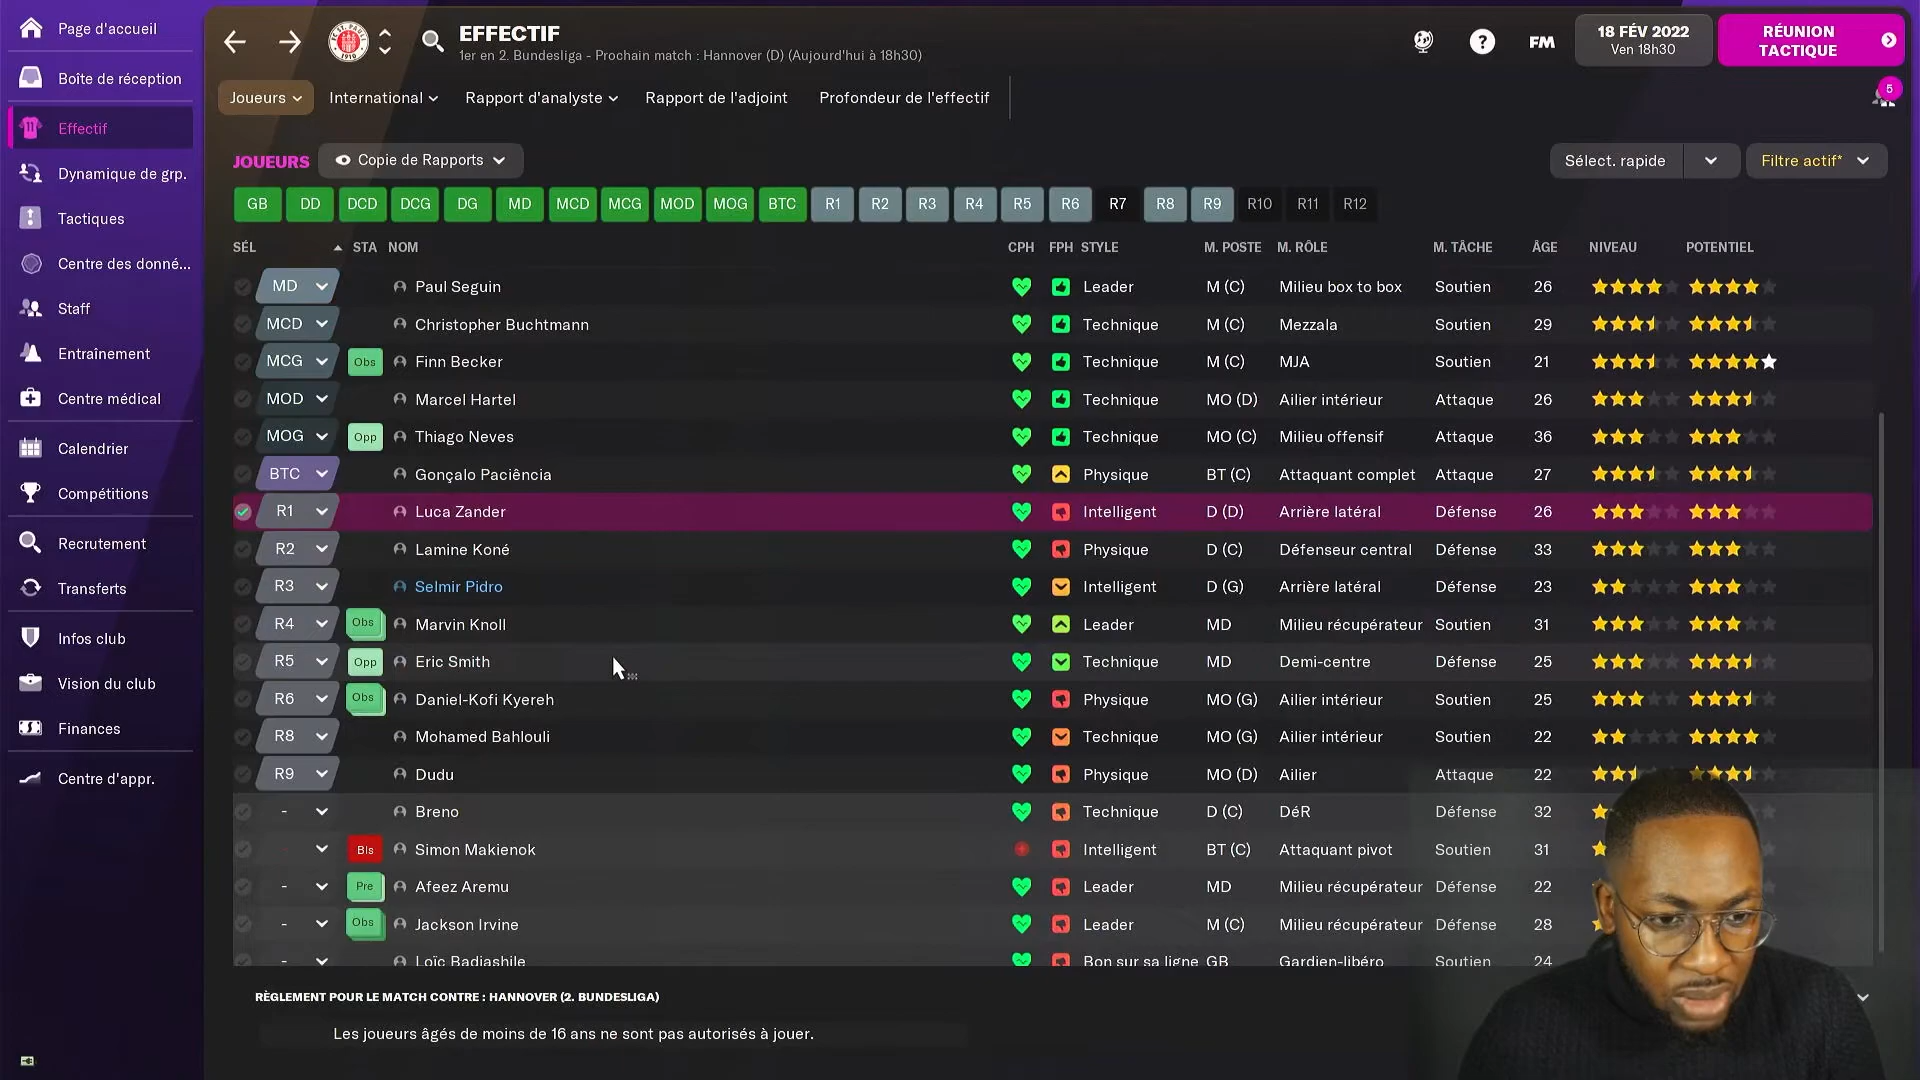 Page d'accueil
Boîte de réception
Effectif
Dynamique de grp.
Tactiques
Centre des donné...
Staff
Entraînement
Centre médical
Calendrier
Compétitions
Recrutement
Transferts
Infos club
Vision du club
Finances
Centre d'appr.
EFFECTIF
1er en 2. Bundesliga - Prochain match : Hannover (D) (Aujourd'hui à 18h30)
FM
18 FÉV 2022
Ven 18h30
RÉUNION
TACTIQUE
Joueurs International Rapport d'analyste Rapport de l'adjoint Profondeur de l'effectif
5
JOUEURS Copie de Rapports Sélect. rapide Filtre actif*
GB DD DCD DCG DG MD MCD MCG MOD MOG BTC R1 R2 R3 R4 R5 R6 R7 R8 R9 R10 R11 R12
SÉL STA NOM CPH FPH STYLE M. POSTE M. RÔLE M. TÂCHE ÂGE NIVEAU POTENTIEL
MD Paul Seguin Leader M (C) Milieu box to box Soutien 26
MCD Christopher Buchtmann Technique M (C) Mezzala Soutien 29
MCG Obs Finn Becker Technique M (C) MJA Soutien 21
MOD Marcel Hartel Technique MO (D) Ailier intérieur Attaque 26
MOG Opp Thiago Neves Technique MO (C) Milieu offensif Attaque 36
BTC Gonçalo Paciência Physique BT (C) Attaquant complet Attaque 27
R1 Luca Zander Intelligent D (D) Arrière latéral Défense 26
R2 Lamine Koné Physique D (C) Défenseur central Défense 33
R3 Selmir Pidro Intelligent D (G) Arrière latéral Défense 23
R4 Obs Marvin Knoll Leader MD Milieu récupérateur Soutien 31
R5 Opp Eric Smith Technique MD Demi-centre Défense 25
R6 Obs Daniel-Kofi Kyereh Physique MO (G) Ailier intérieur Soutien 25
R8 Mohamed Bahlouli Technique MO (G) Ailier intérieur Soutien 22
R9 Dudu Physique MO (D) Ailier Attaque 22
- Breno Technique D (C) DéR Défense 32
- Bls Simon Makienok Intelligent BT (C) Attaquant pivot Soutien 31
- Pre Afeez Aremu Leader MD Milieu récupérateur Défense 22
- Obs Jackson Irvine Leader M (C) Milieu récupérateur Défense 28
- Loïc Badiashile Bon sur sa ligne GB Gardien-libéro Soutien 24
RÈGLEMENT POUR LE MATCH CONTRE : HANNOVER (2. BUNDESLIGA)
Les joueurs âgés de moins de 16 ans ne sont pas autorisés à jouer.